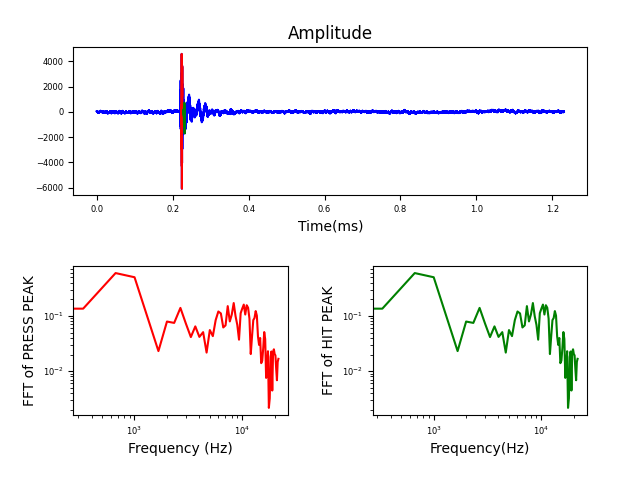 Amplitude
4000
2000
0
−2000
−4000
−6000
0.0 0.2 0.4 0.6 0.8 1.0 1.2
Time(ms)
FFT of PRESS PEAK
10⁻¹
10⁻²
10³ 10⁴
Frequency (Hz)
FFT of HIT PEAK
10⁻¹
10⁻²
10³ 10⁴
Frequency(Hz)